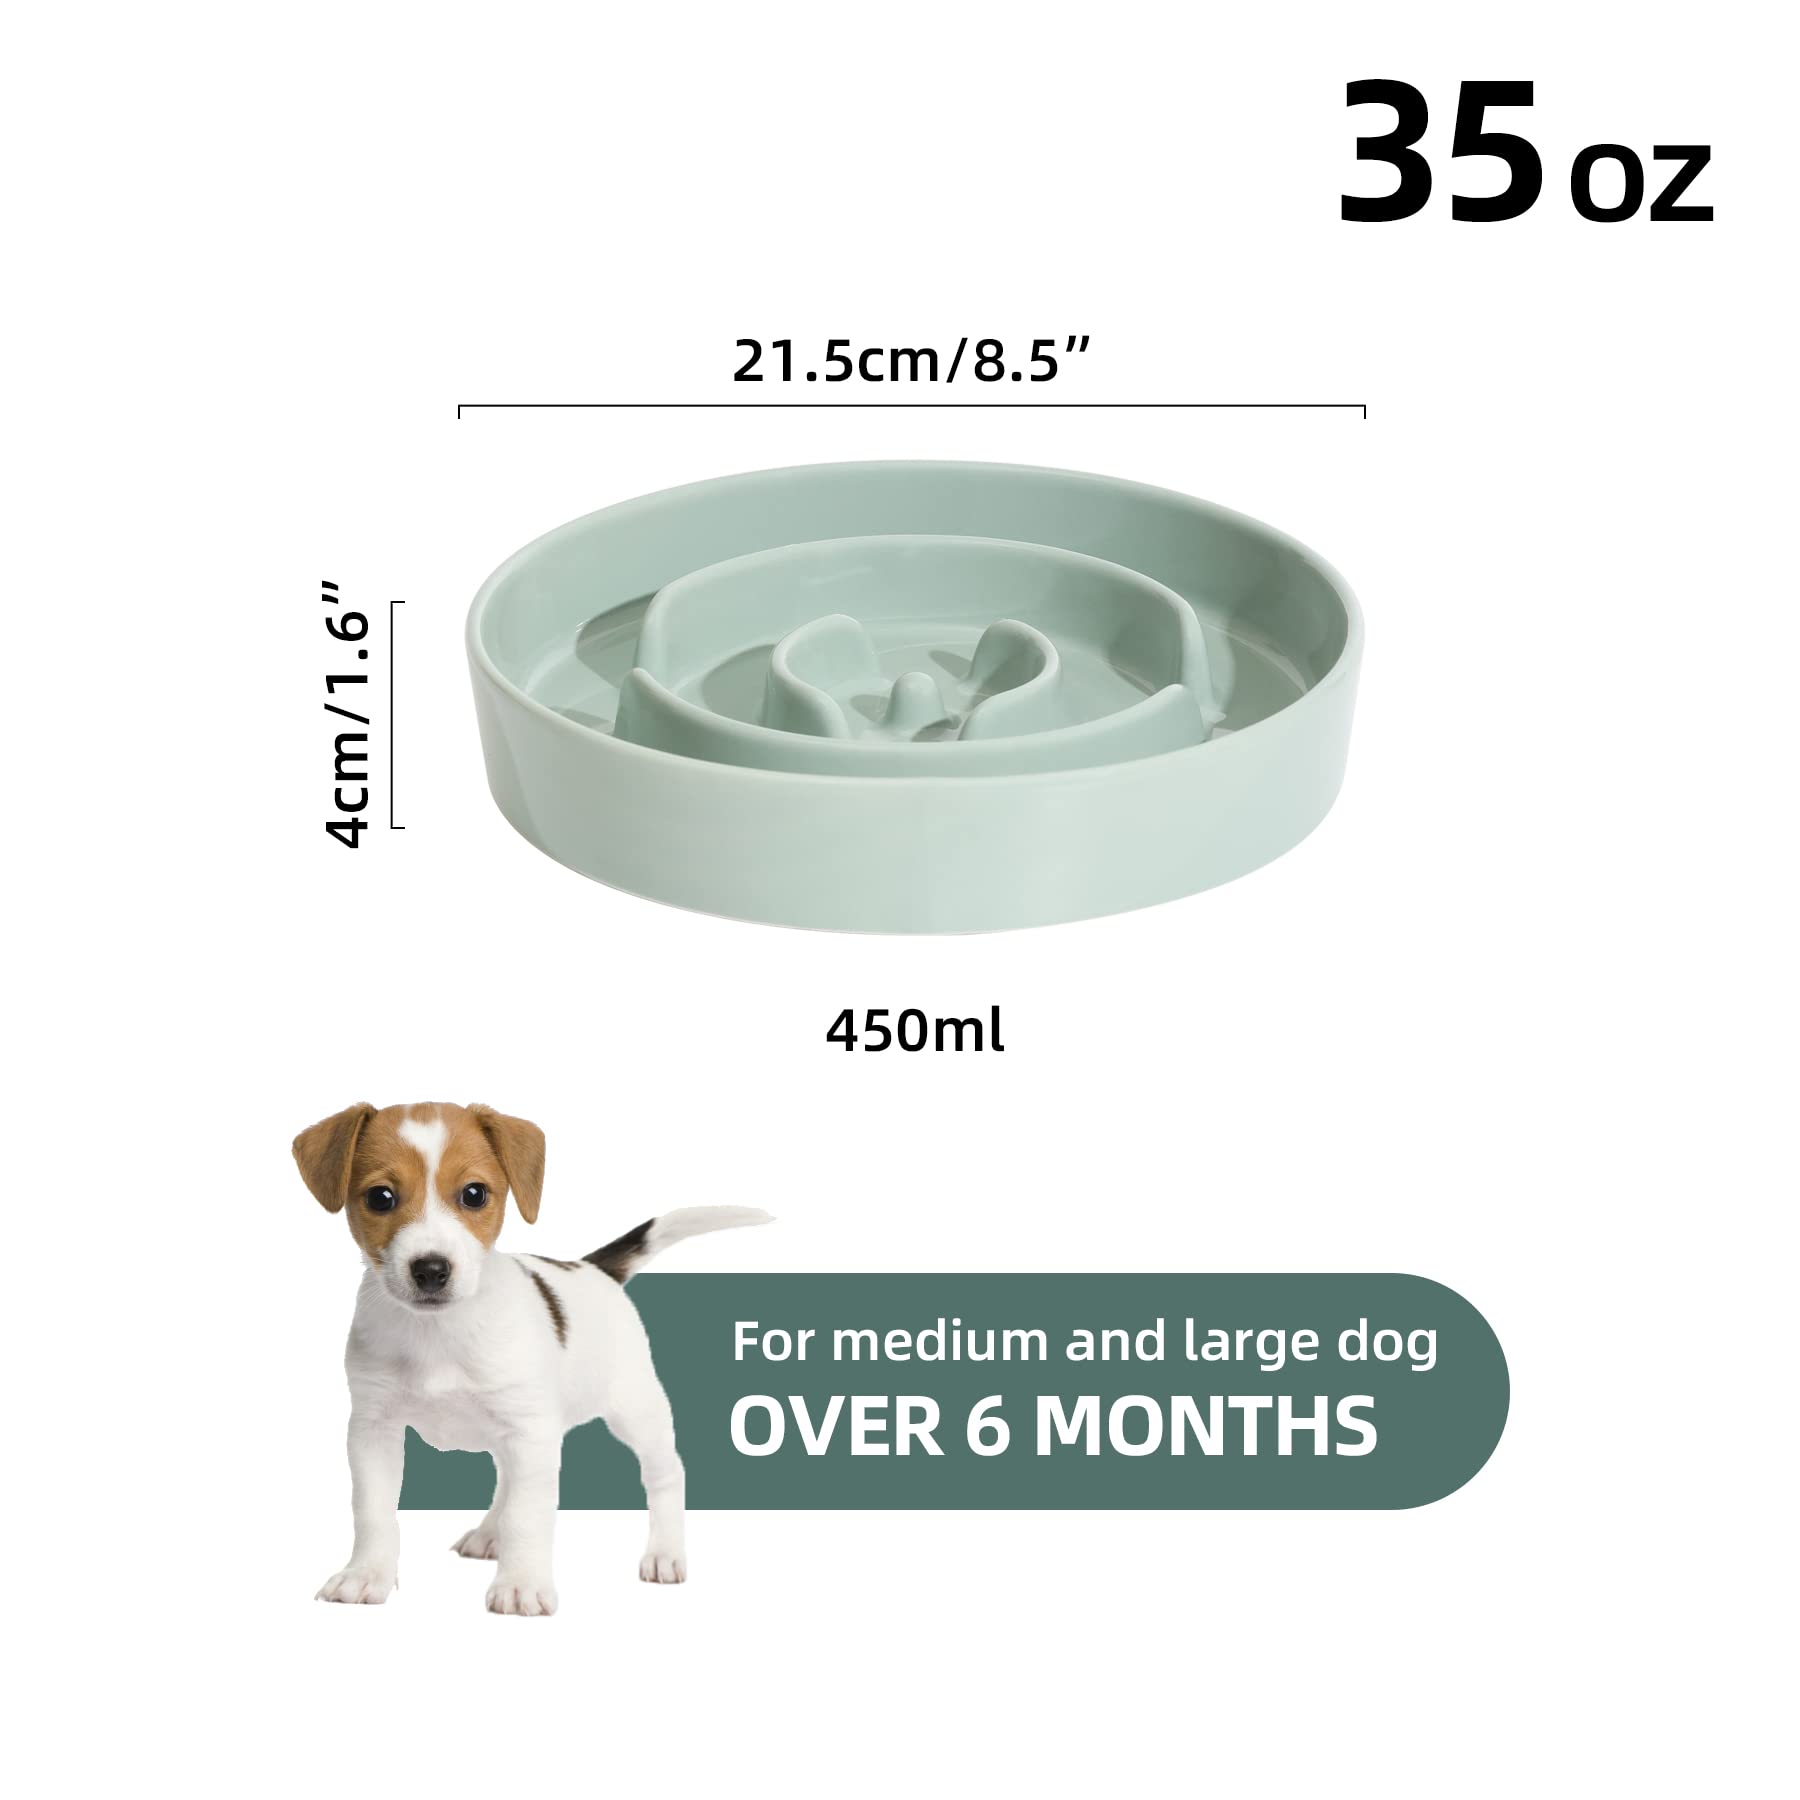 35 OZ
21.5cm/8.5”
4cm/1.6”
450ml
For medium and large dog
OVER 6 MONTHS